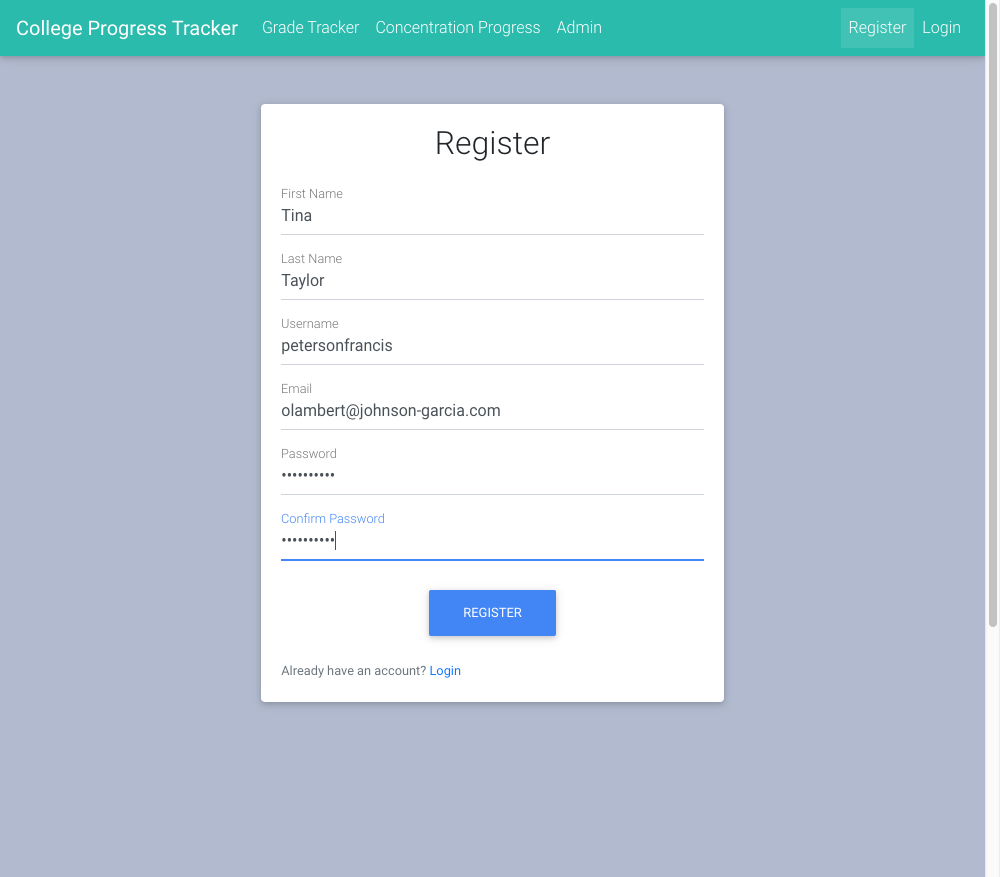 College Progress Tracker Grade Tracker Concentration Progress Admin Register Login
Register
First Name
Tina
Last Name
Taylor
Username
petersonfrancis
Email
olambert@johnson-garcia.com
Password
••••••••••
Confirm Password
••••••••••
REGISTER
Already have an account? Login